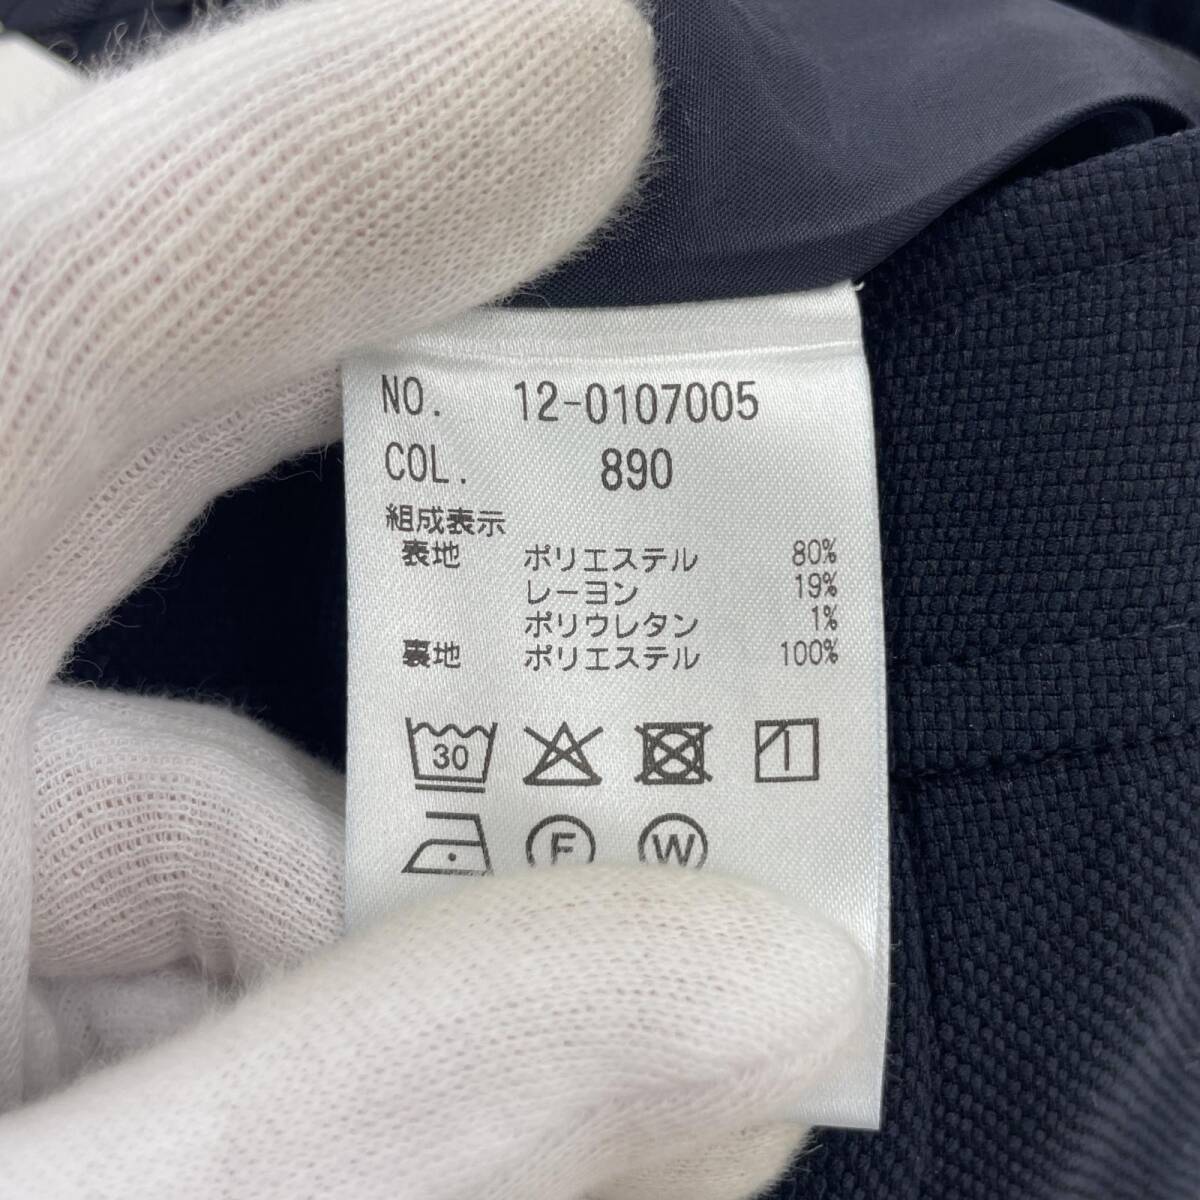 NO. 12-0107005
COL. 890
組成表示
表地 ポリエステル 80%
レーヨン 19%
ポリウレタン 1%
裏地 ポリエステル 100%
30
F W